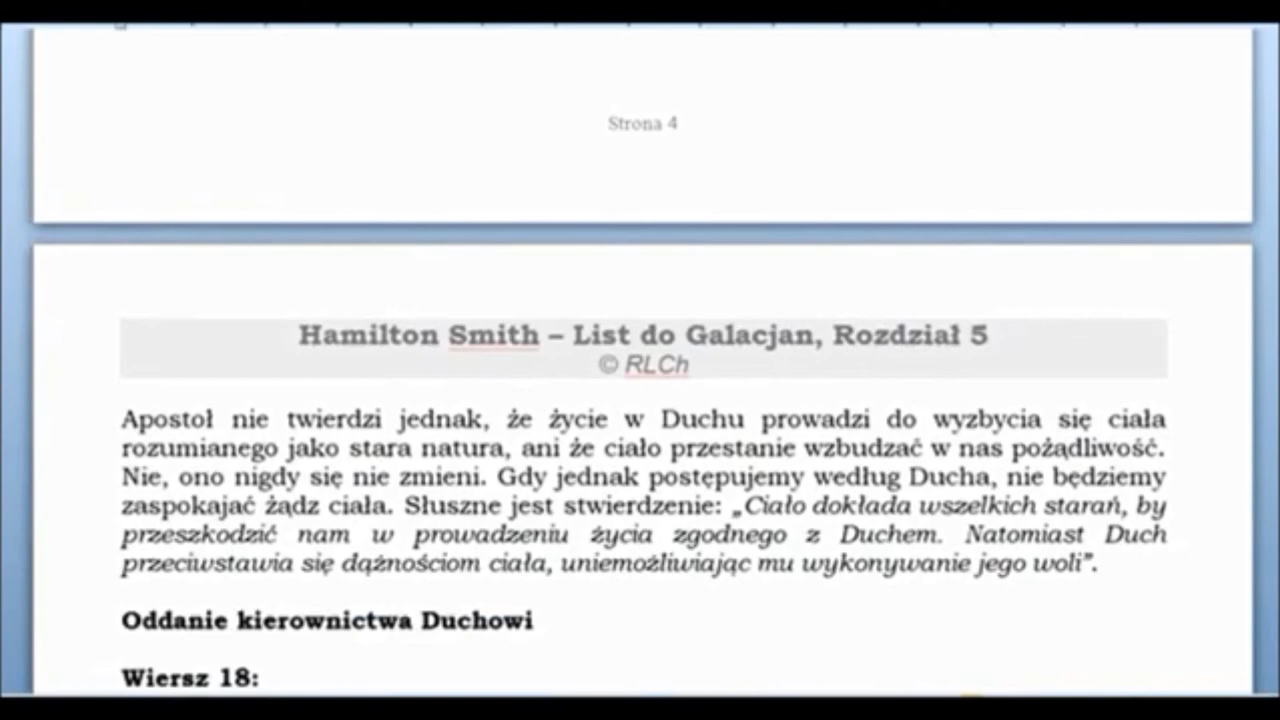 Strona 4
Hamilton Smith – List do Galacjan, Rozdział 5
© RLCh
Apostoł nie twierdzi jednak, że życie w Duchu prowadzi do wyzbycia się ciała
rozumianego jako stara natura, ani że ciało przestanie wzbudzać w nas pożądliwość.
Nie, ono nigdy się nie zmieni. Gdy jednak postępujemy według Ducha, nie będziemy
zaspokajać żądz ciała. Słuszne jest stwierdzenie: „Ciało dokłada wszelkich starań, by
przeszkodzić nam w prowadzeniu życia zgodnego z Duchem. Natomiast Duch
przeciwstawia się dążnościom ciała, uniemożliwiając mu wykonywanie jego woli”.
Oddanie kierownictwa Duchowi
Wiersz 18: